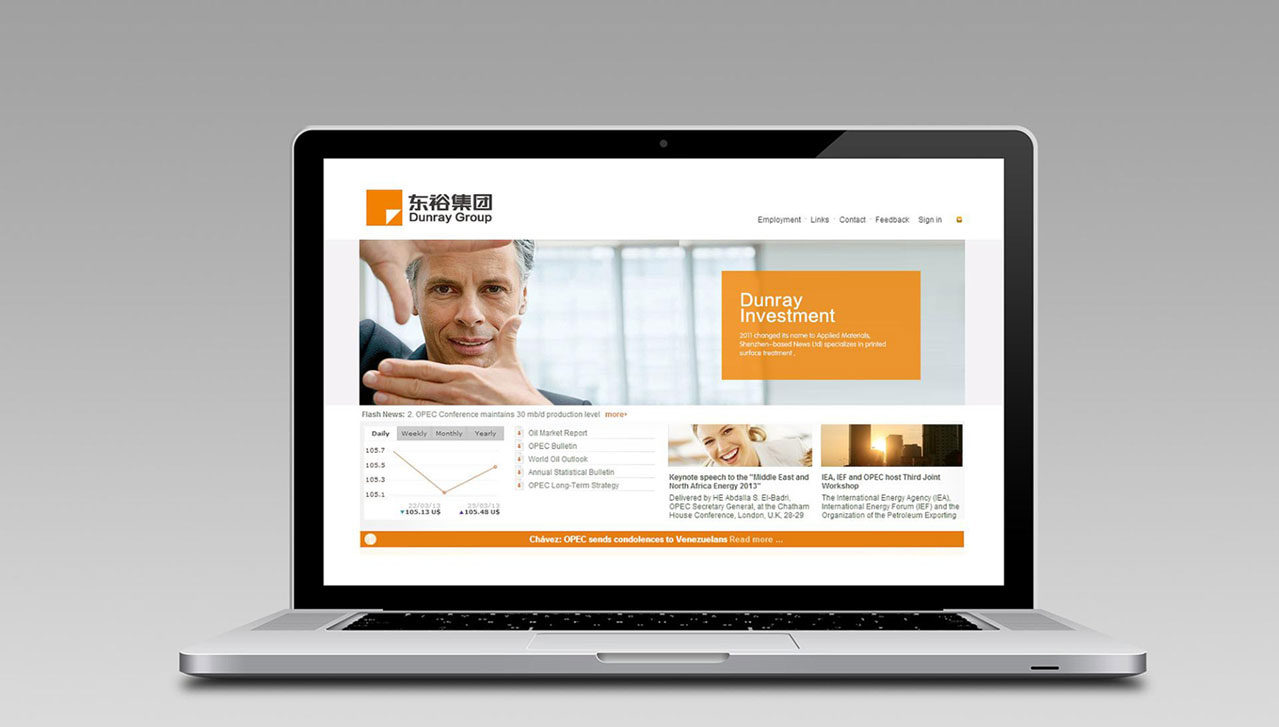 东裕集团
Dunray Group
Employment Links Contact Feedback Sign in
Dunray
Investment
2011 changed its name to Applied Materials,
Shenzhen-based News Ltd) specializes in printed
surface treatment .
Flash News: 2. OPEC Conference maintains 30 mb/d production level more
Daily Weekly Monthly Yearly
105.7
105.5
105.3
105.1
22/03/13 25/03/13
▼105.13 U$ ▲105.48 U$
Oil Market Report
OPEC Bulletin
World Oil Outlook
Annual Statistical Bulletin
OPEC Long-Term Strategy
Keynote speech to the "Middle East and
North Africa Energy 2013"
Delivered by HE Abdalla S. El-Badri,
OPEC Secretary General, at the Chatham
House Conference, London, U.K, 28-29
IEA, IEF and OPEC host Third Joint
Workshop
The International Energy Agency (IEA),
International Energy Forum (IEF) and the
Organization of the Petroleum Exporting
Chávez: OPEC sends condolences to Venezuelans Read more ...